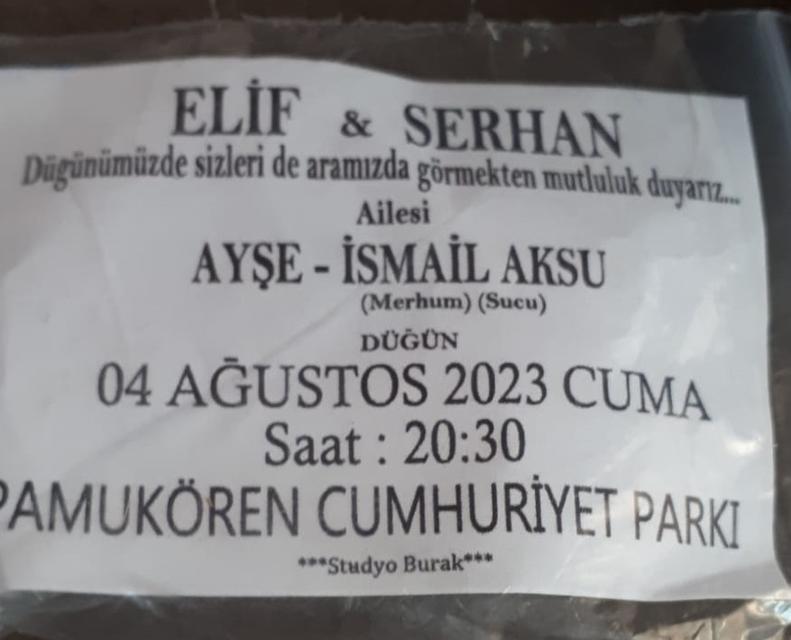 ELİF & SERHAN
Düğünümüzde sizleri de aramızda görmekten mutluluk duyarız...
Ailesi
AYŞE - İSMAİL AKSU
(Merhum) (Sucu)
DÜĞÜN
04 AĞUSTOS 2023 CUMA
Saat : 20:30
PAMUKÖREN CUMHURİYET PARKI
***Studyo Burak***